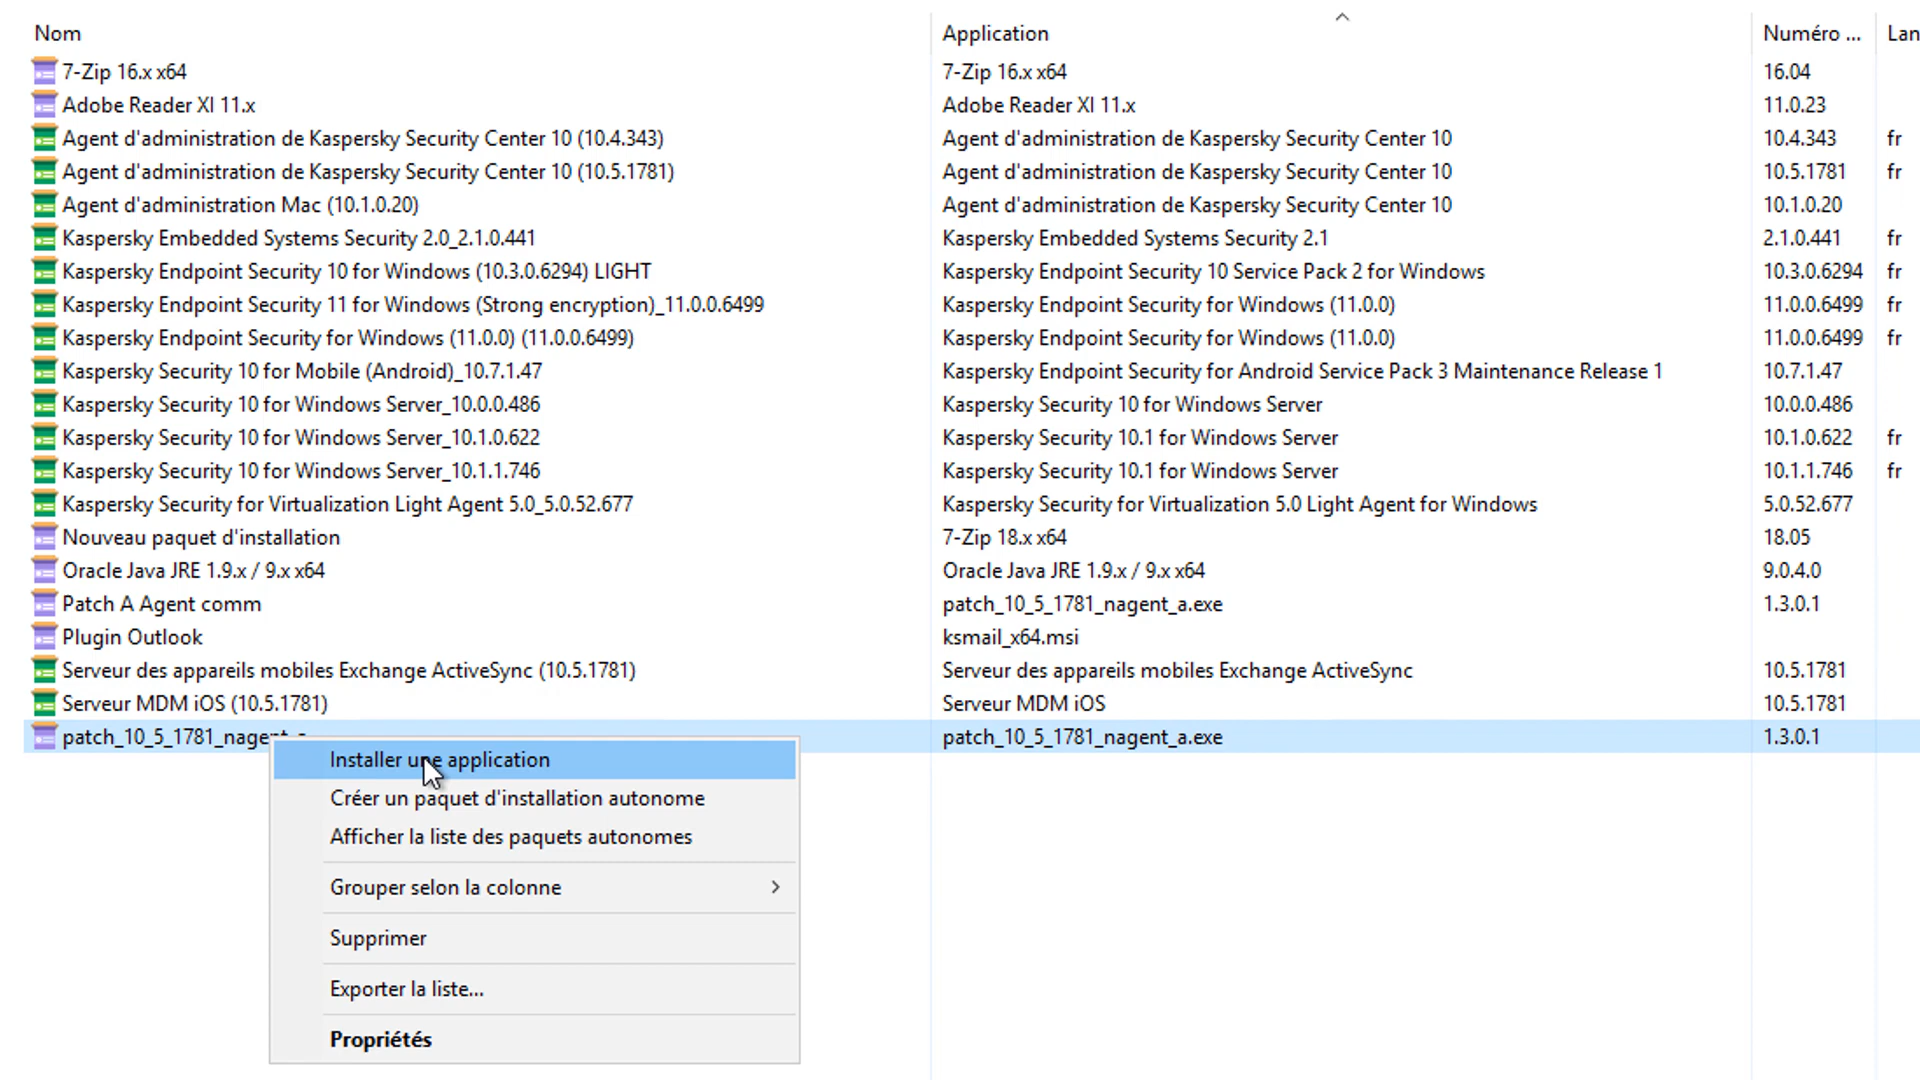 Nom Application Numéro ... Lan
7-Zip 16.x x64 7-Zip 16.x x64 16.04
Adobe Reader XI 11.x Adobe Reader XI 11.x 11.0.23
Agent d'administration de Kaspersky Security Center 10 (10.4.343) Agent d'administration de Kaspersky Security Center 10 10.4.343 fr
Agent d'administration de Kaspersky Security Center 10 (10.5.1781) Agent d'administration de Kaspersky Security Center 10 10.5.1781 fr
Agent d'administration Mac (10.1.0.20) Agent d'administration de Kaspersky Security Center 10 10.1.0.20
Kaspersky Embedded Systems Security 2.0_2.1.0.441 Kaspersky Embedded Systems Security 2.1 2.1.0.441 fr
Kaspersky Endpoint Security 10 for Windows (10.3.0.6294) LIGHT Kaspersky Endpoint Security 10 Service Pack 2 for Windows 10.3.0.6294 fr
Kaspersky Endpoint Security 11 for Windows (Strong encryption)_11.0.0.6499 Kaspersky Endpoint Security for Windows (11.0.0) 11.0.0.6499 fr
Kaspersky Endpoint Security for Windows (11.0.0) (11.0.0.6499) Kaspersky Endpoint Security for Windows (11.0.0) 11.0.0.6499 fr
Kaspersky Security 10 for Mobile (Android)_10.7.1.47 Kaspersky Endpoint Security for Android Service Pack 3 Maintenance Release 1 10.7.1.47
Kaspersky Security 10 for Windows Server_10.0.0.486 Kaspersky Security 10 for Windows Server 10.0.0.486
Kaspersky Security 10 for Windows Server_10.1.0.622 Kaspersky Security 10.1 for Windows Server 10.1.0.622 fr
Kaspersky Security 10 for Windows Server_10.1.1.746 Kaspersky Security 10.1 for Windows Server 10.1.1.746 fr
Kaspersky Security for Virtualization Light Agent 5.0_5.0.52.677 Kaspersky Security for Virtualization 5.0 Light Agent for Windows 5.0.52.677
Nouveau paquet d'installation 7-Zip 18.x x64 18.05
Oracle Java JRE 1.9.x / 9.x x64 Oracle Java JRE 1.9.x / 9.x x64 9.0.4.0
Patch A Agent comm patch_10_5_1781_nagent_a.exe 1.3.0.1
Plugin Outlook ksmail_x64.msi
Serveur des appareils mobiles Exchange ActiveSync (10.5.1781) Serveur des appareils mobiles Exchange ActiveSync 10.5.1781
Serveur MDM iOS (10.5.1781) Serveur MDM iOS 10.5.1781
patch_10_5_1781_nagent_a patch_10_5_1781_nagent_a.exe 1.3.0.1
Installer une application
Créer un paquet d'installation autonome
Afficher la liste des paquets autonomes
Grouper selon la colonne
Supprimer
Exporter la liste...
Propriétés